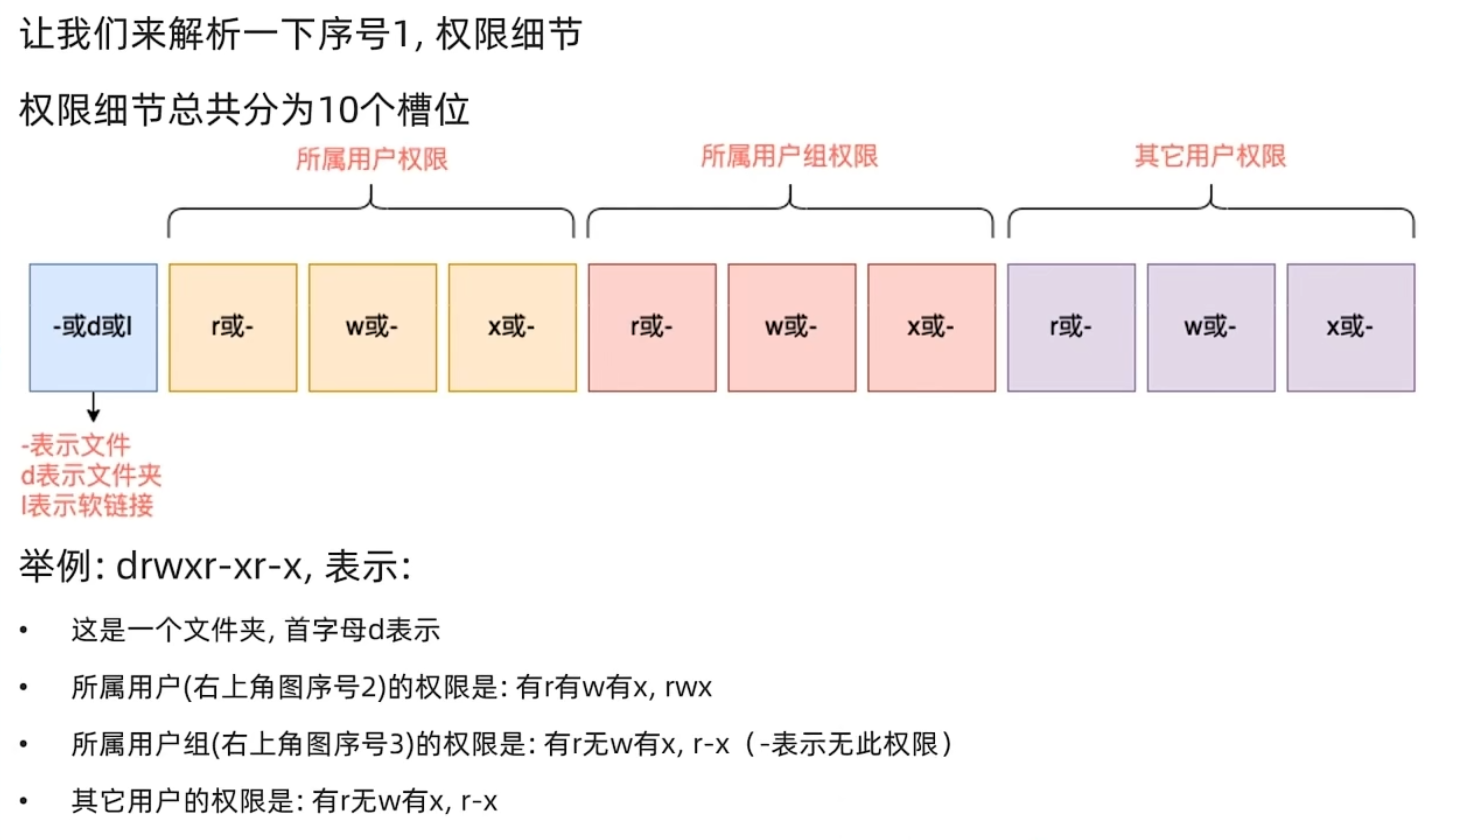 让我们来解析一下序号1, 权限细节
权限细节总共分为10个槽位
所属用户权限
所属用户组权限
其它用户权限
-或d或l
r或-
w或-
x或-
r或-
w或-
x或-
r或-
w或-
x或-
-表示文件
d表示文件夹
l表示软链接
举例: drwxr-xr-x, 表示:
• 这是一个文件夹, 首字母d表示
• 所属用户(右上角图序号2)的权限是: 有r有w有x, rwx
• 所属用户组(右上角图序号3)的权限是: 有r无w有x, r-x（-表示无此权限）
• 其它用户的权限是: 有r无w有x, r-x